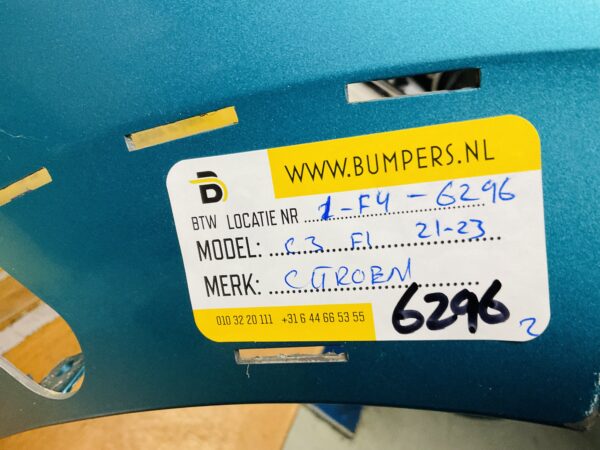 WWW.BUMPERS.NL
B
BTW LOCATIE NR 1-F4-6296
MODEL: C3 F1 21-23
MERK: CITROEN
010 32 20 111 +31 6 44 66 53 55
6296
2